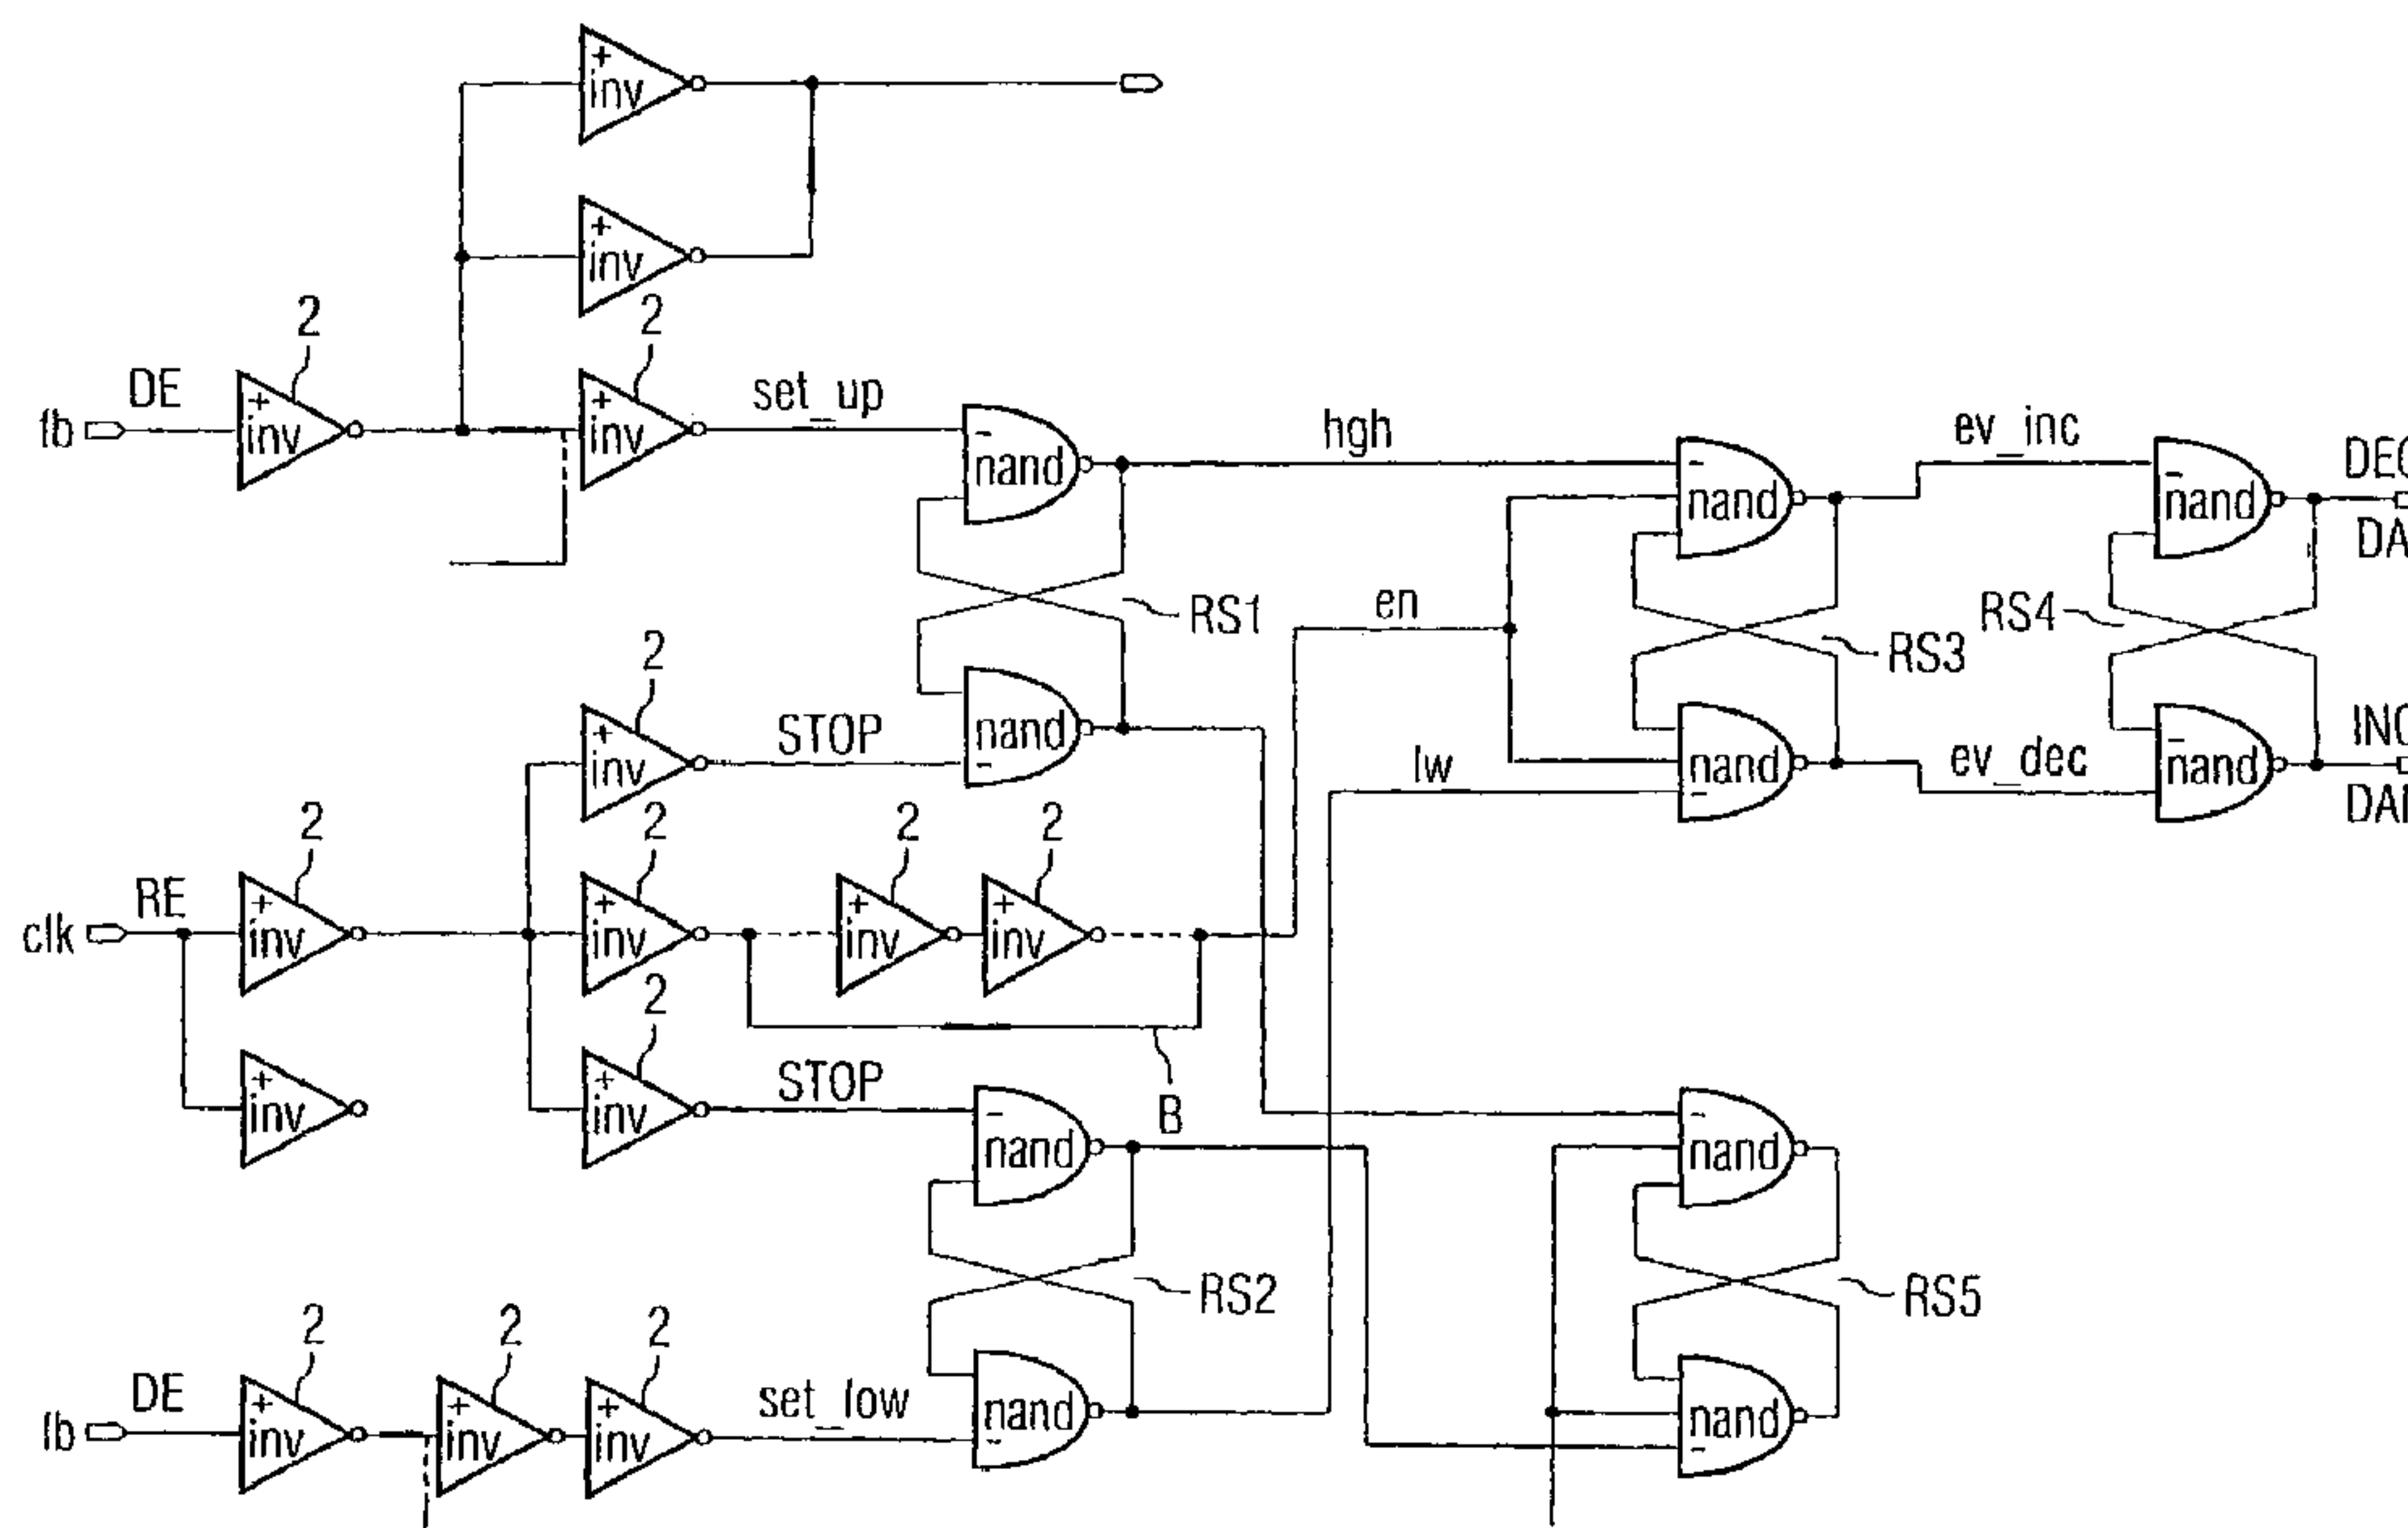 +
inv
+
inv
2
2
DE
fb
+
inv
+
inv
set_up
-
nand
hgh
-
nand
ev_inc
-
nand
DEC
DA
RS1
en
RS3
RS4
2
+
inv
STOP
nand
-
lw
nand
-
ev_dec
-
nand
INC
DA
2
2
2
2
clk
RE
+
inv
+
inv
+
inv
+
inv
2
+
inv
+
inv
STOP
B
-
nand
-
nand
RS2
RS5
2
2
2
fb
DE
+
inv
+
inv
+
inv
set_low
nand
-
nand
-